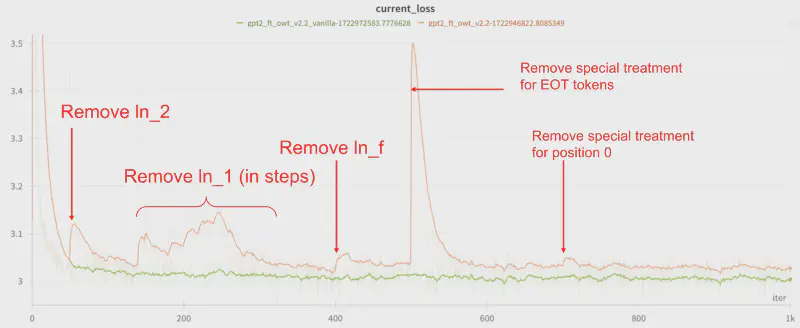 current_loss
gpt2_ft_owt_v2.2_vanilla-1722972583.7776628 gpt2_ft_owt_v2.2-1722946822.8085349
3.5
Remove special treatment
for EOT tokens
3.4
Remove ln_2
3.3
Remove ln_f
Remove special treatment
for position 0
Remove ln_1 (in steps)
3.2
3.1
3
iter
0 200 400 600 800 1k